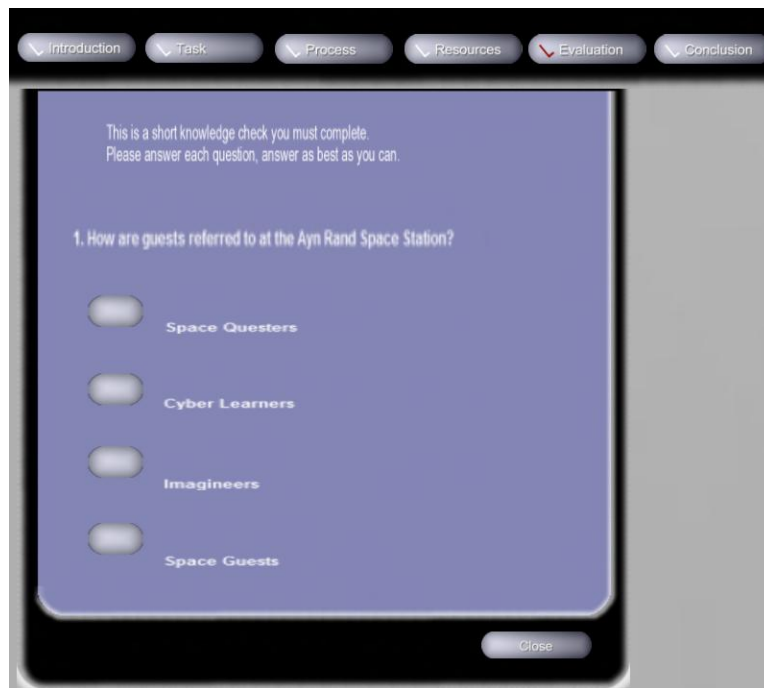 Introduction Task Process Resources Evaluation Conclusion
This is a short knowledge check you must complete.
Please answer each question, answer as best as you can.
1. How are guests referred to at the Ayn Rand Space Station?
Space Questers
Cyber Learners
Imagineers
Space Guests
Close